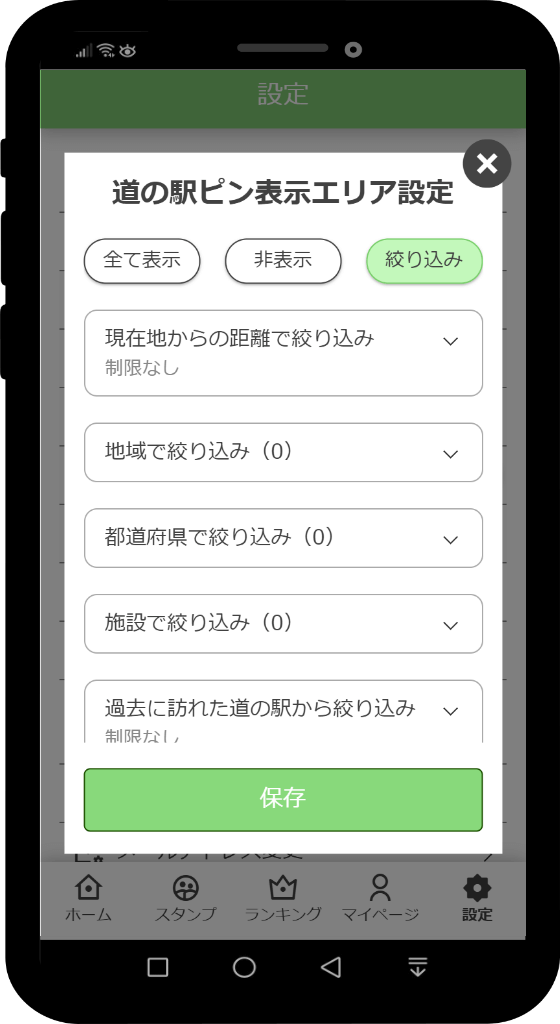 設定
道の駅ピン表示エリア設定
全て表示
非表示
絞り込み
現在地からの距離で絞り込み
制限なし
地域で絞り込み（0）
都道府県で絞り込み（0）
施設で絞り込み（0）
過去に訪れた道の駅から絞り込み
制限なし
保存
ホーム
スタンプ
ランキング
マイページ
設定